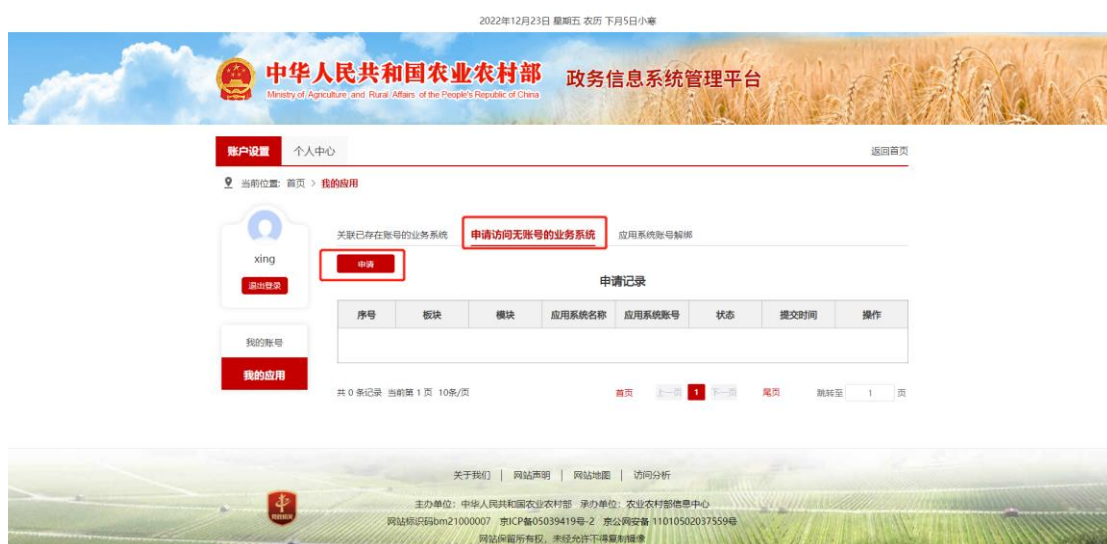 2022年12月23日 星期五 农历 下月5日小寒
中华人民共和国农业农村部 政务信息系统管理平台
Ministry of Agriculture and Rural Affairs of the People's Republic of China
账户设置 个人中心 返回首页
当前位置: 首页 > 我的应用
关联已存在账号的业务系统 申请访问无账号的业务系统 应用系统账号解绑
xing
申请
退出登录
申请记录
序号 板块 模块 应用系统名称 应用系统账号 状态 提交时间 操作
我的账号
我的应用
共 0 条记录 当前第 1 页 10条/页 首页 上一页 1 下一页 尾页 跳转至 1 页
关于我们 | 网站声明 | 网站地图 | 访问分析
主办单位: 中华人民共和国农业农村部 承办单位: 农业农村部信息中心
网站标识码bm21000007 京ICP备05039419号-2 京公网安备 11010502037559号
网站保留所有权, 未经允许不得复制镜像